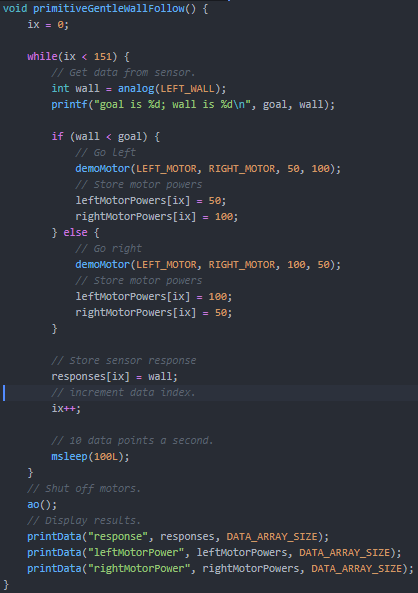 void primitiveGentleWallFollow() {
    ix = 0;

    while(ix < 151) {
        // Get data from sensor.
        int wall = analog(LEFT_WALL);
        printf("goal is %d; wall is %d\n", goal, wall);

        if (wall < goal) {
            // Go left
            demoMotor(LEFT_MOTOR, RIGHT_MOTOR, 50, 100);
            // Store motor powers
            leftMotorPowers[ix] = 50;
            rightMotorPowers[ix] = 100;
        } else {
            // Go right
            demoMotor(LEFT_MOTOR, RIGHT_MOTOR, 100, 50);
            // Store motor powers
            leftMotorPowers[ix] = 100;
            rightMotorPowers[ix] = 50;
        }

        // Store sensor response
        responses[ix] = wall;
        // increment data index.
        ix++;

        // 10 data points a second.
        msleep(100L);
    }
    // Shut off motors.
    ao();
    // Display results.
    printData("response", responses, DATA_ARRAY_SIZE);
    printData("leftMotorPower", leftMotorPowers, DATA_ARRAY_SIZE);
    printData("rightMotorPower", rightMotorPowers, DATA_ARRAY_SIZE);
}